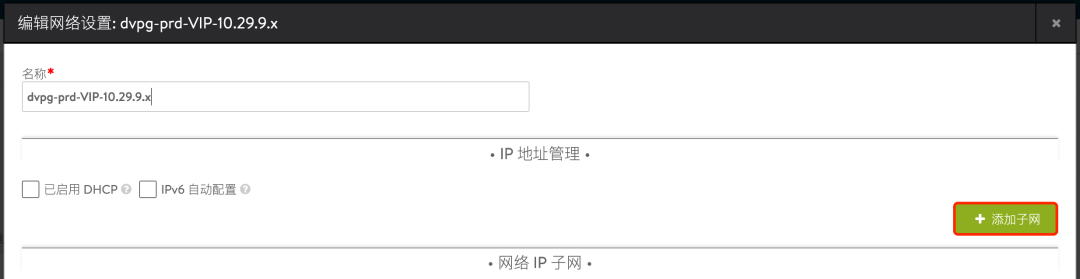 编辑网络设置: dvpg-prd-VIP-10.29.9.x
名称*
dvpg-prd-VIP-10.29.9.x
• IP 地址管理 •
已启用 DHCP ? IPv6 自动配置 ?
+ 添加子网
• 网络 IP 子网 •